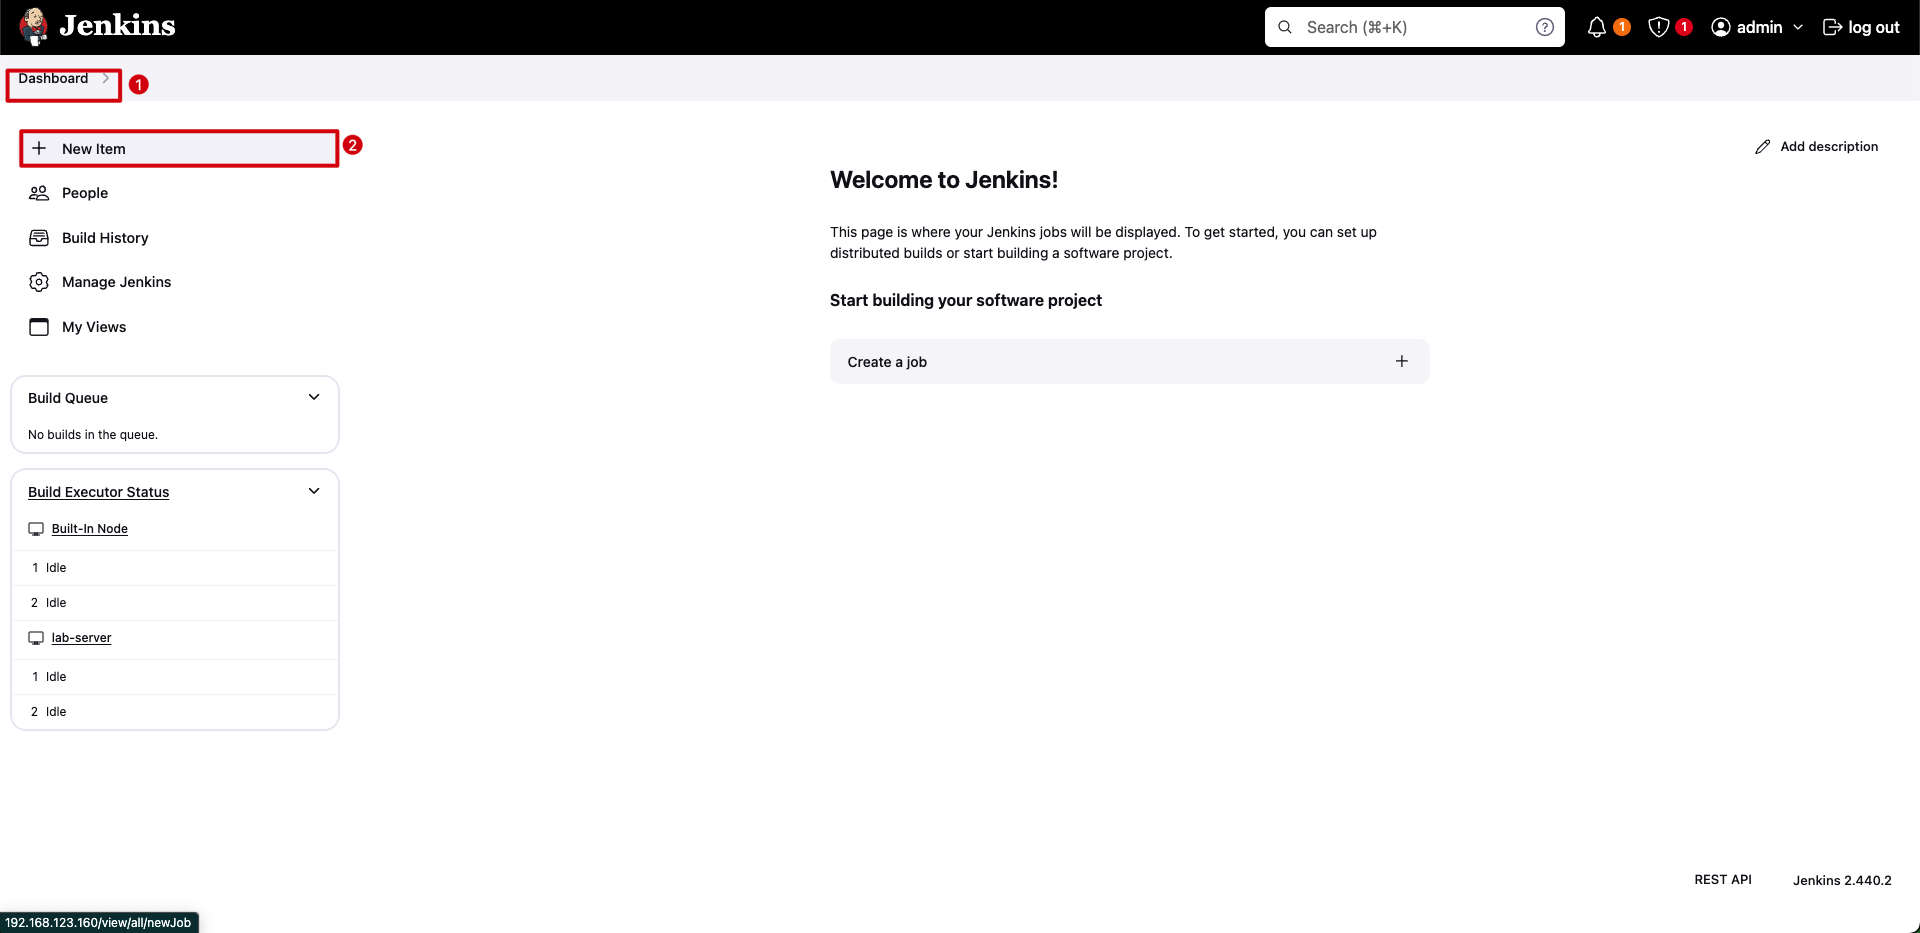 Jenkins
Search (⌘+K)
?
1
1
admin
log out
Dashboard
1
New Item
2
People
Build History
Manage Jenkins
My Views
Build Queue
No builds in the queue.
Build Executor Status
Built-In Node
1 Idle
2 Idle
lab-server
1 Idle
2 Idle
Add description
Welcome to Jenkins!
This page is where your Jenkins jobs will be displayed. To get started, you can set up
distributed builds or start building a software project.
Start building your software project
Create a job
REST API
Jenkins 2.440.2
192.168.123.160/view/all/newJob